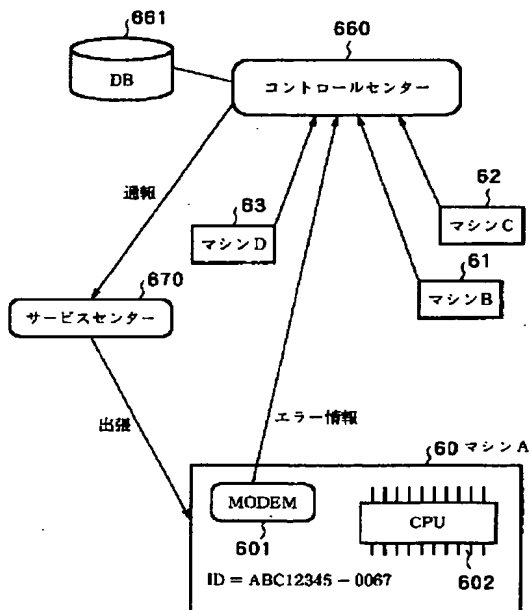 661
DB
660
コントロールセンター
通報
63
マシンD
62
マシンC
61
マシンB
670
サービスセンター
出張
エラー情報
60 マシンA
MODEM
601
CPU
602
ID = ABC12345-0067